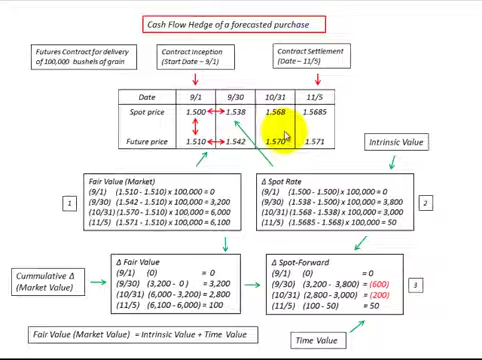 Cash Flow Hedge of a forecasted purchase
Futures Contract for delivery
of 100,000 bushels of grain
Contract Inception
(Start Date – 9/1)
Contract Settlement
(Date – 11/5)
Date 9/1 9/30 10/31 11/5
Spot price 1.500 1.538 1.568 1.5685
Future price 1.510 1.542 1.570 1.571
Intrinsic Value
1
Fair Value (Market)
(9/1) (1.510 - 1.510) x 100,000 = 0
(9/30) (1.542 - 1.510) x 100,000 = 3,200
(10/31) (1.570 - 1.510) x 100,000 = 6,000
(11/5) (1.571 - 1.510) x 100,000 = 6,100
Δ Spot Rate
(9/1) (1.500 - 1.500) x 100,000 = 0
(9/30) (1.538 - 1.500) x 100,000 = 3,800
(10/31) (1.568 - 1.538) x 100,000 = 3,000
(11/5) (1.5685 - 1.568) x 100,000 = 50
2
Cummulative Δ
(Market Value)
Δ Fair Value
(9/1) (0) = 0
(9/30) (3,200 - 0 ) = 3,200
(10/31) (6,000 - 3,200) = 2,800
(11/5) (6,100 - 6,000) = 100
Δ Spot-Forward
(9/1) (0) = 0
(9/30) (3,200 - 3,800) = (600)
(10/31) (2,800 - 3,000) = (200)
(11/5) (100 - 50) = 50
3
Fair Value (Market Value) = Intrinsic Value + Time Value
Time Value